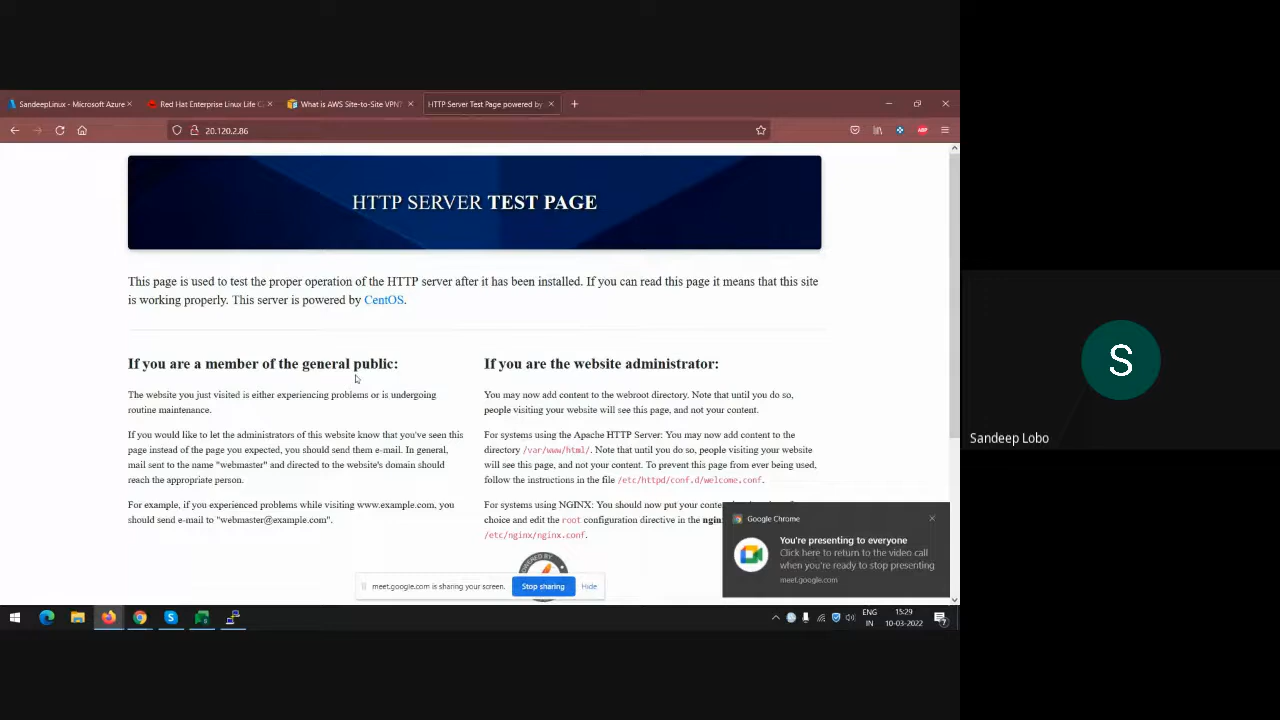 SandeepLinux - Microsoft Azure
Red Hat Enterprise Linux Life C
What is AWS Site-to-Site VPN?
HTTP Server Test Page powered by
20.120.2.86
HTTP SERVER TEST PAGE
This page is used to test the proper operation of the HTTP server after it has been installed. If you can read this page it means that this site
is working properly. This server is powered by CentOS.
If you are a member of the general public:
The website you just visited is either experiencing problems or is undergoing
routine maintenance.
If you would like to let the administrators of this website know that you've seen this
page instead of the page you expected, you should send them e-mail. In general,
mail sent to the name "webmaster" and directed to the website's domain should
reach the appropriate person.
For example, if you experienced problems while visiting www.example.com, you
should send e-mail to "webmaster@example.com".
If you are the website administrator:
You may now add content to the webroot directory. Note that until you do so,
people visiting your website will see this page, and not your content.
For systems using the Apache HTTP Server: You may now add content to the
directory /var/www/html/. Note that until you do so, people visiting your website
will see this page, and not your content. To prevent this page from ever being used,
follow the instructions in the file /etc/httpd/conf.d/welcome.conf.
For systems using NGINX: You should now put your
choice and edit the root configuration directive in the
/etc/nginx/nginx.conf.
POWERED BY
Google Chrome
You're presenting to everyone
Click here to return to the video call
when you're ready to stop presenting
meet.google.com
meet.google.com is sharing your screen.
Stop sharing
Hide
ENG
IN
15:29
10-03-2022
S
Sandeep Lobo